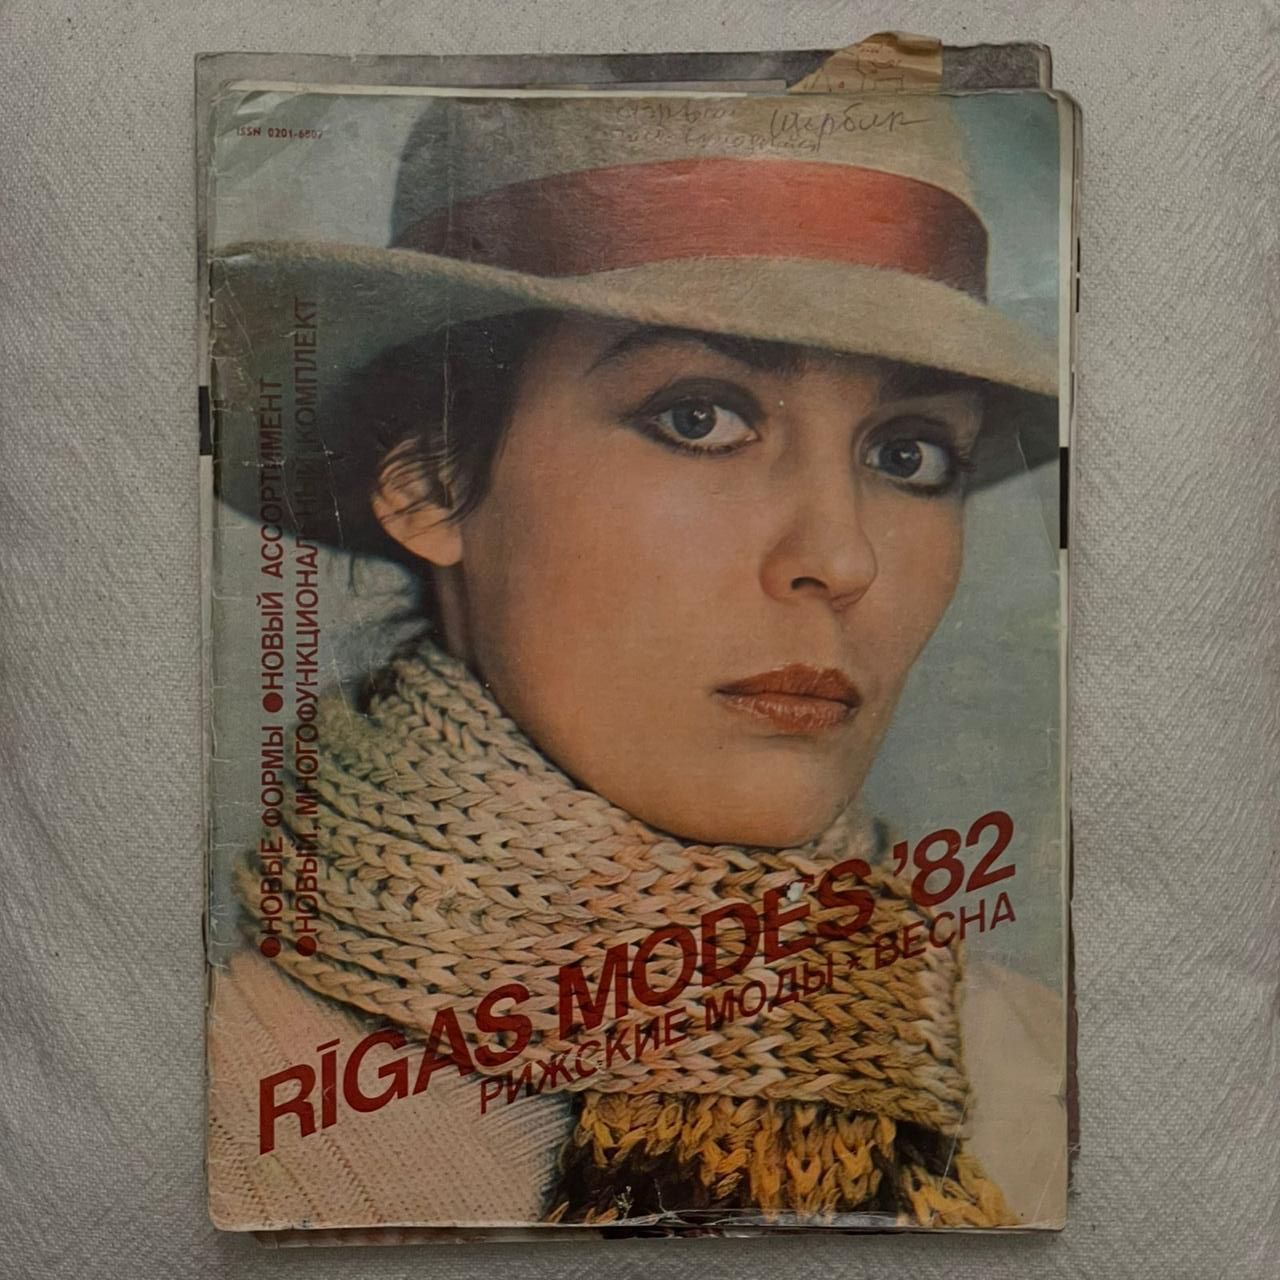 ISSN 0201-6807
Щербик
●НОВЫЕ ФОРМЫ ●НОВЫЙ АССОРТИМЕНТ
●НОВЫЙ, МНОГОФУНКЦИОНАЛЬНЫЙ КОМПЛЕКТ
RĪGAS MODES '82
РИЖСКИЕ МОДЫ * ВЕСНА